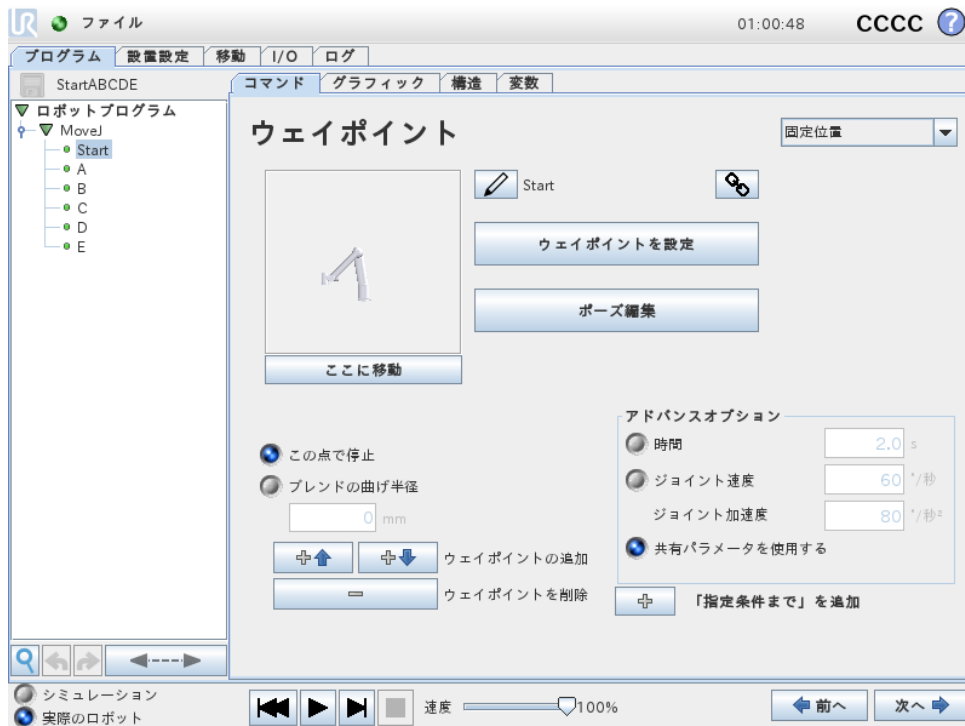 UR ファイル 01:00:48 CCCC ?
プログラム 設置設定 移動 I/O ログ
StartABCDE
コマンド グラフィック 構造 変数
ロボットプログラム
MoveJ
Start
A
B
C
D
E
ウェイポイント
固定位置
Start
ウェイポイントを設定
ポーズ編集
ここに移動
この点で停止
ブレンドの曲げ半径
0 mm
ウェイポイントの追加
ウェイポイントを削除
アドバンスオプション
時間 2.0 s
ジョイント速度 60 °/秒
ジョイント加速度 80 °/秒²
共有パラメータを使用する
「指定条件まで」を追加
シミュレーション
実際のロボット
速度 100%
前へ 次へ